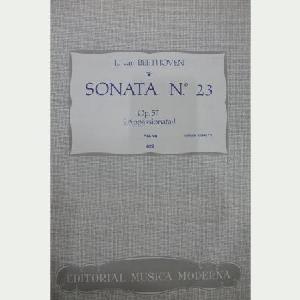 L. van BEETHOVEN
SONATA N.º 23
Op. 57
(Appassionata)
EDITORIAL MUSICA MODERNA